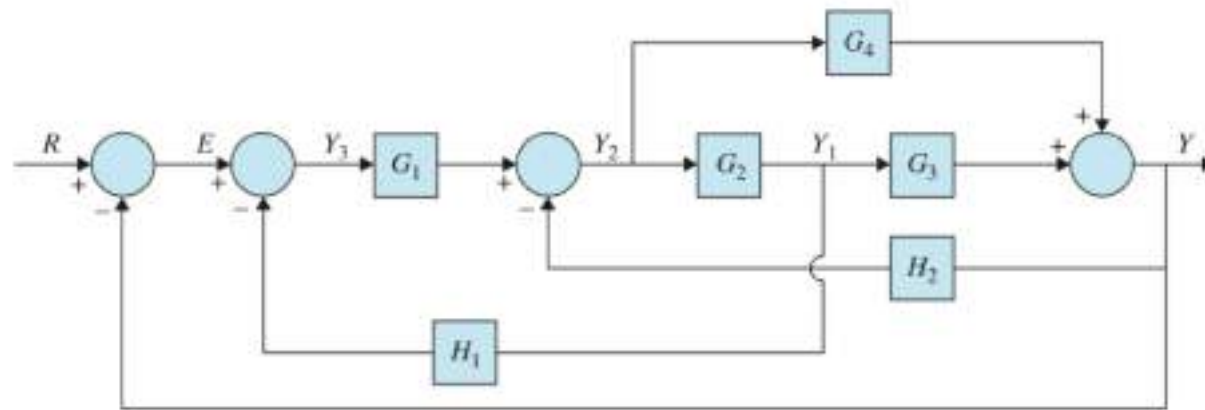 G₄
+
R E Y₃ G₁ Y₂ G₂ Y₁ G₃ + Y
+ + +
− − −
H₂
H₁